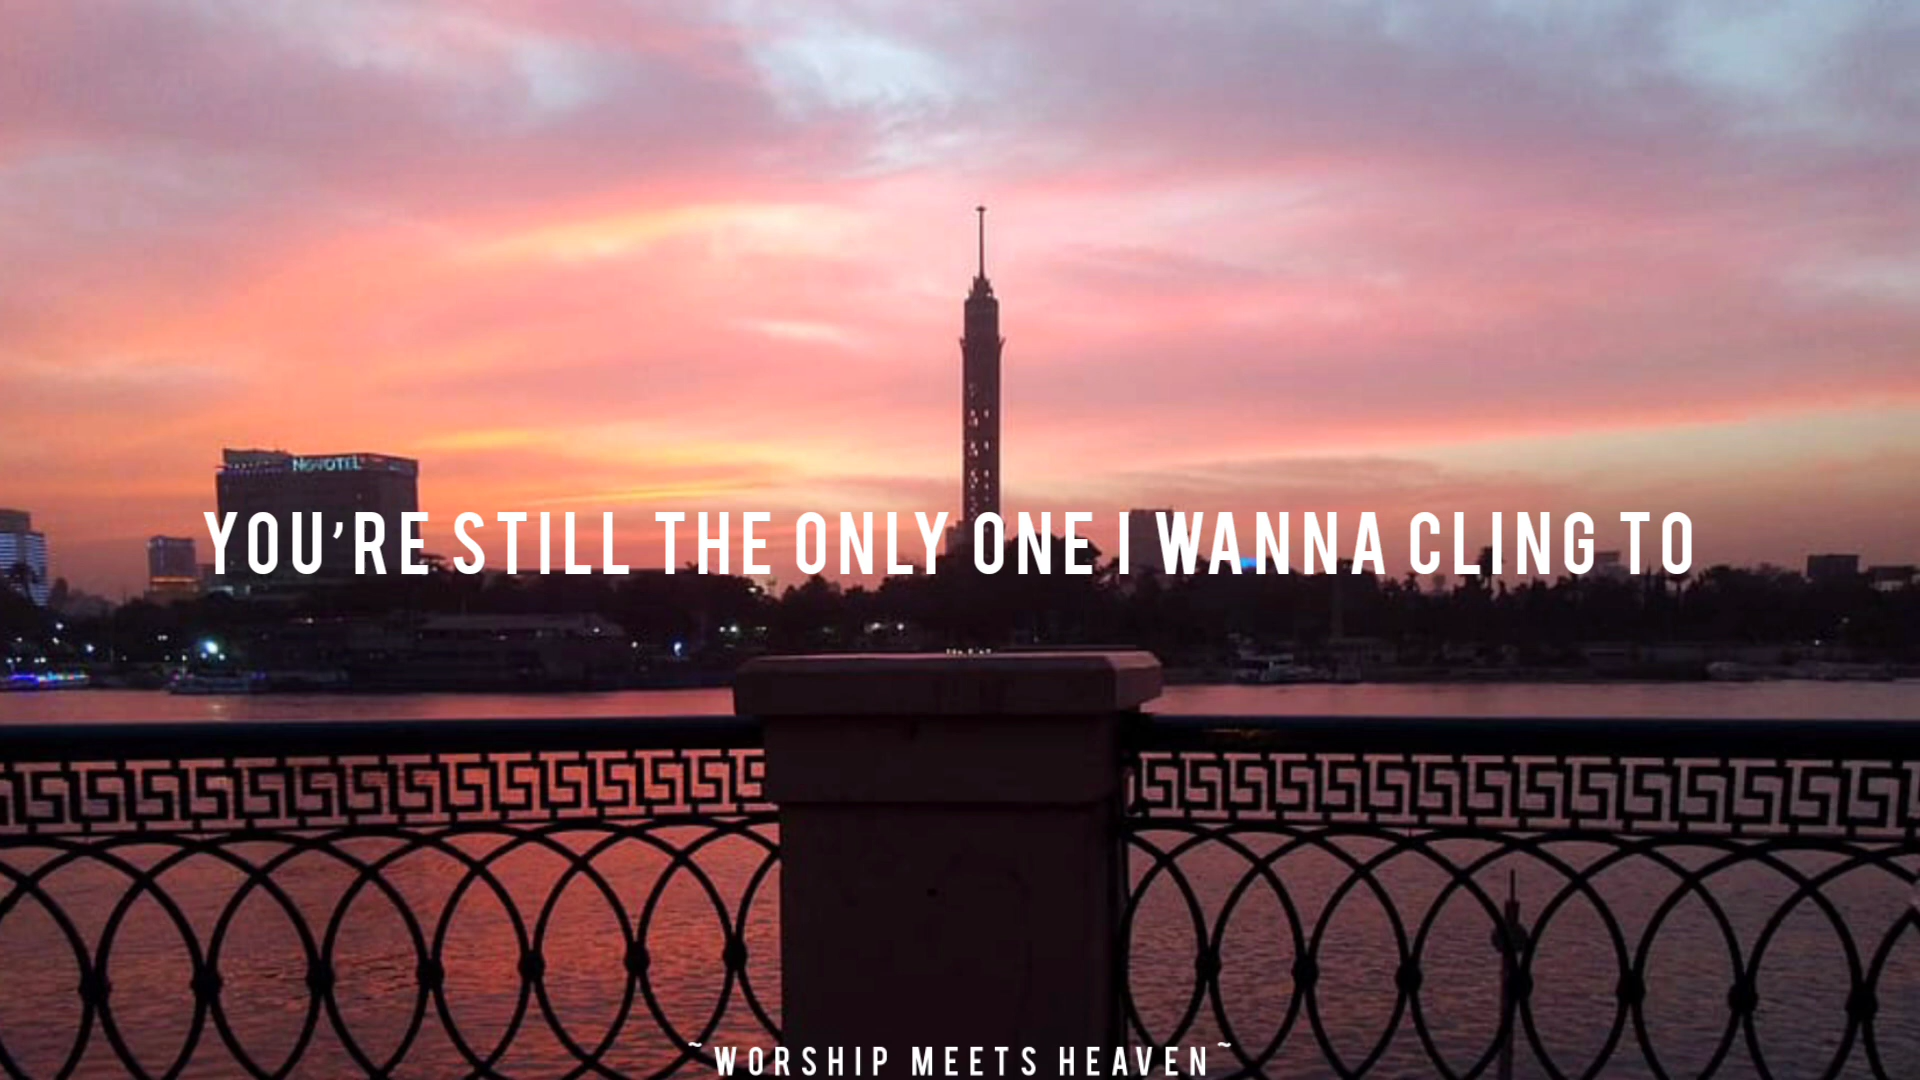 NOVOTEL
YOU'RE STILL THE ONLY ONE I WANNA CLING TO
~WORSHIP MEETS HEAVEN~